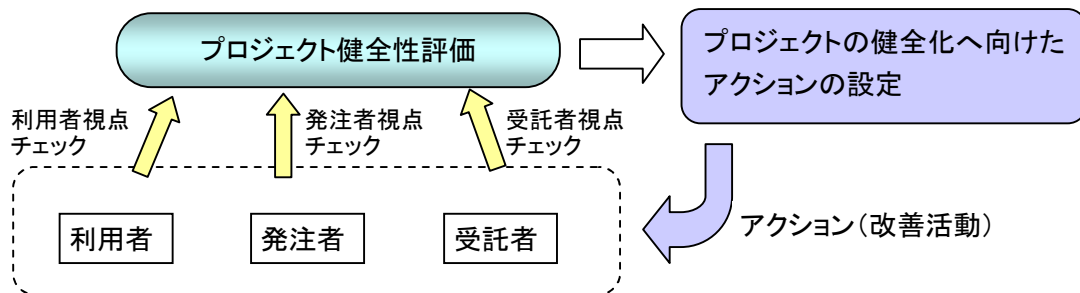 プロジェクト健全性評価
プロジェクトの健全化へ向けた
アクションの設定
利用者視点
チェック
発注者視点
チェック
受託者視点
チェック
利用者
発注者
受託者
アクション(改善活動)